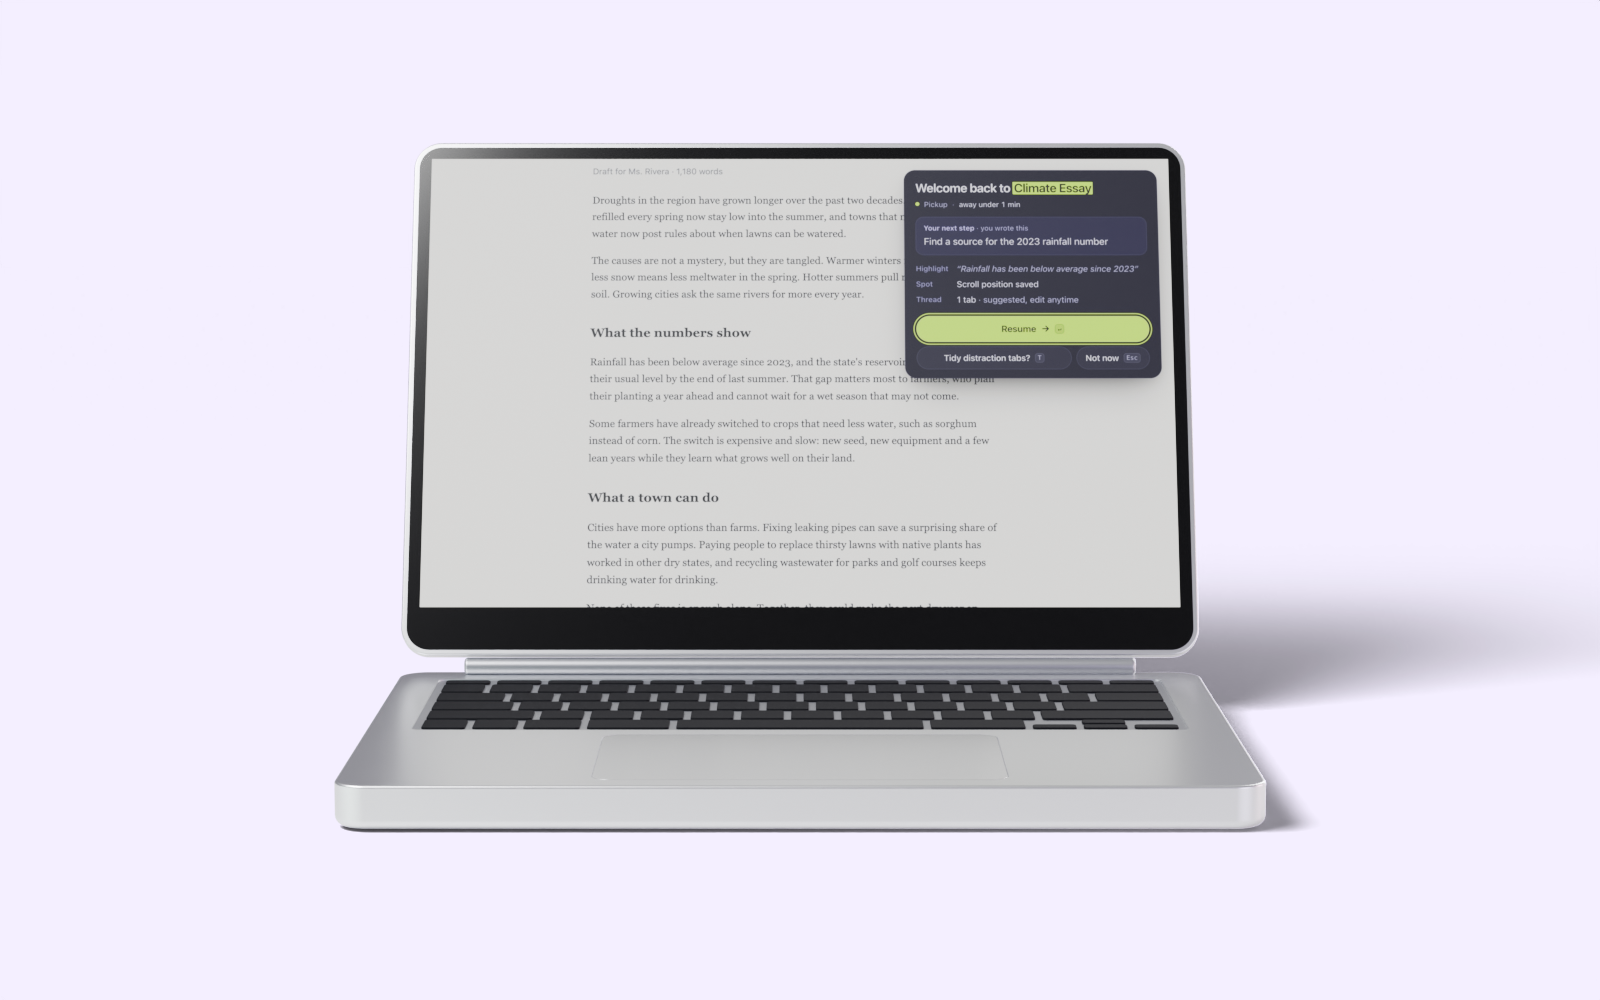 Draft for Ms. Rivera · 1,180 words
Droughts in the region have grown longer over the past two decades
refilled every spring now stay low into the summer, and towns that
water now post rules about when lawns can be watered.
The causes are not a mystery, but they are tangled. Warmer winters
less snow means less meltwater in the spring. Hotter summers pull
soil. Growing cities ask the same rivers for more every year.
What the numbers show
Rainfall has been below average since 2023, and the state's
their usual level by the end of last summer. That gap matters most to farmers, who plan
their planting a year ahead and cannot wait for a wet season that may not come.
Some farmers have already switched to crops that need less water, such as sorghum
instead of corn. The switch is expensive and slow: new seed, new equipment and a few
lean years while they learn what grows well on their land.
What a town can do
Cities have more options than farms. Fixing leaking pipes can save a surprising share of
the water a city pumps. Paying people to replace thirsty lawns with native plants has
worked in other dry states, and recycling wastewater for parks and golf courses keeps
drinking water for drinking.
Welcome back to Climate Essay
Pickup · away under 1 min
Your next step · you wrote this
Find a source for the 2023 rainfall number
Highlight "Rainfall has been below average since 2023"
Spot Scroll position saved
Thread 1 tab · suggested, edit anytime
Resume →
Tidy distraction tabs? T
Not now Esc